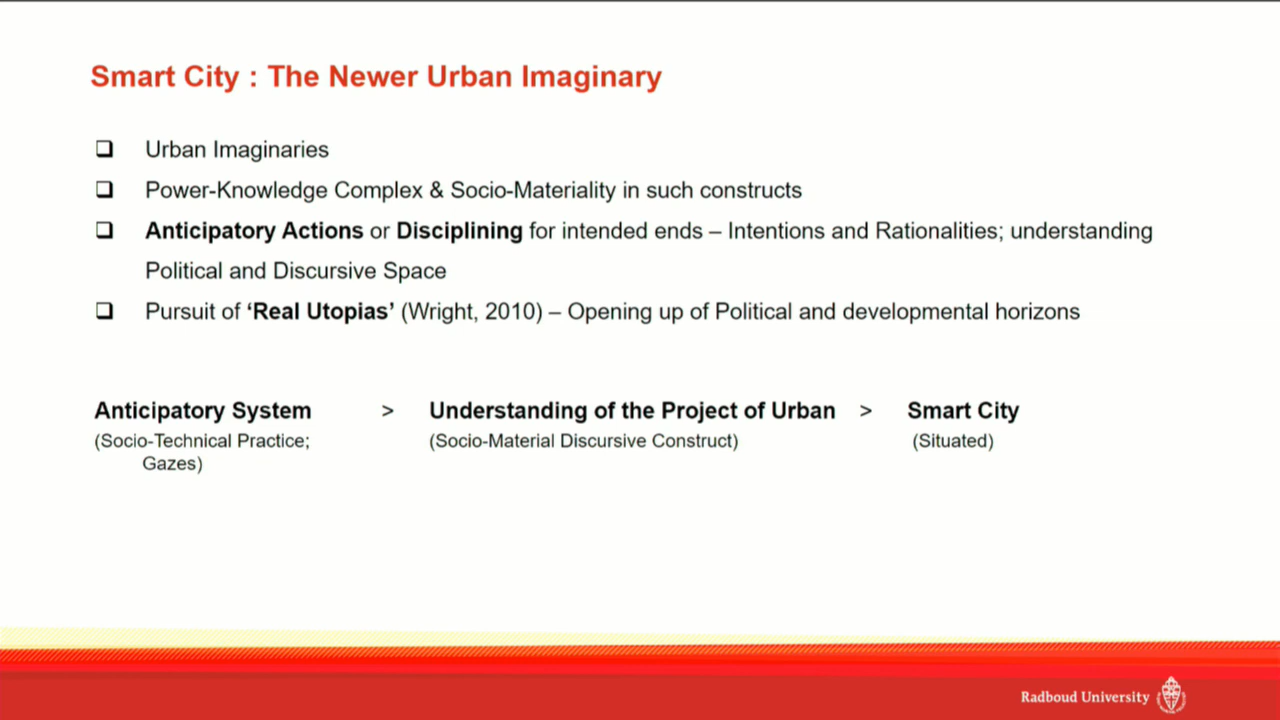 Smart City : The Newer Urban Imaginary
❑ Urban Imaginaries
❑ Power-Knowledge Complex & Socio-Materiality in such constructs
❑ Anticipatory Actions or Disciplining for intended ends – Intentions and Rationalities; understanding
Political and Discursive Space
❑ Pursuit of ‘Real Utopias’ (Wright, 2010) – Opening up of Political and developmental horizons
Anticipatory System > Understanding of the Project of Urban > Smart City
(Socio-Technical Practice; (Socio-Material Discursive Construct) (Situated)
Gazes)
Radboud University